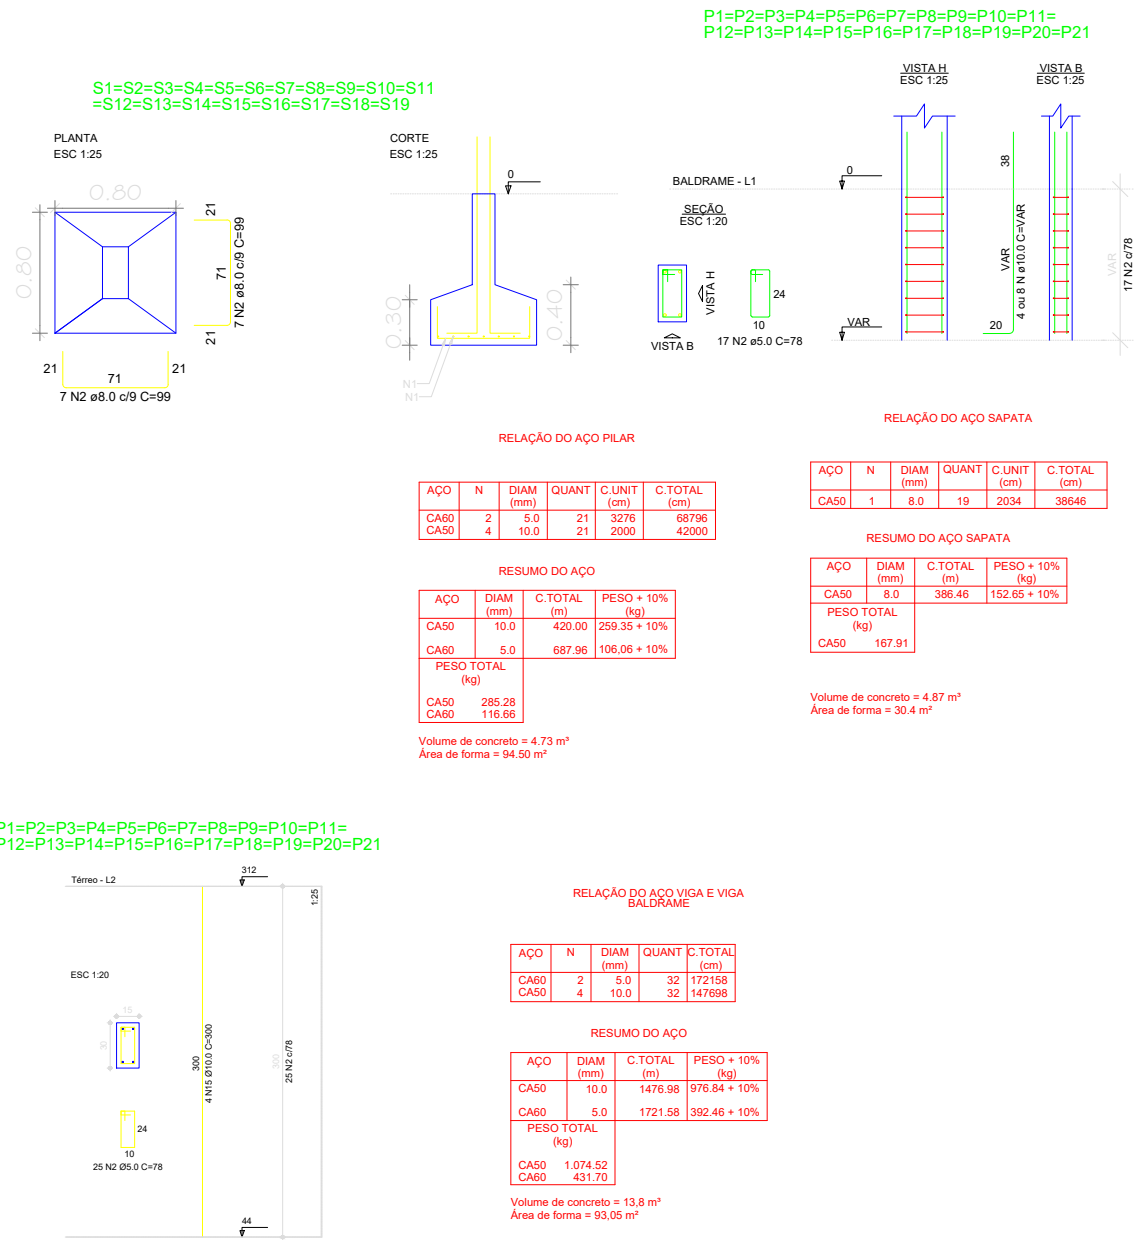 P1=P2=P3=P4=P5=P6=P7=P8=P9=P10=P11=
P12=P13=P14=P15=P16=P17=P18=P19=P20=P21
S1=S2=S3=S4=S5=S6=S7=S8=S9=S10=S11
=S12=S13=S14=S15=S16=S17=S18=S19
PLANTA
ESC 1:25
0.80
0.80
21
71
21
7 N2 ø8.0 c/9 C=99
21
71
21
7 N2 ø8.0 c/9 C=99
CORTE
ESC 1:25
0
0.30
0.40
N1
N1
BALDRAME - L1
0
SEÇÃO
ESC 1:20
VISTA H
VISTA B
24
10
17 N2 ø5.0 C=78
VAR
VISTA H
ESC 1:25
38
VAR
4 ou 8 N ø10.0 C=VAR
20
VISTA B
ESC 1:25
VAR
17 N2 c/78
RELAÇÃO DO AÇO PILAR
AÇO N DIAM (mm) QUANT C.UNIT (cm) C.TOTAL (cm)
CA60 2 5.0 21 3276 68796
CA50 4 10.0 21 2000 42000
RESUMO DO AÇO
AÇO DIAM (mm) C.TOTAL (m) PESO + 10% (kg)
CA50 10.0 420.00 259.35 + 10%
CA60 5.0 687.96 106,06 + 10%
PESO TOTAL
(kg)
CA50 285.28
CA60 116.66
Volume de concreto = 4.73 m³
Área de forma = 94.50 m²
RELAÇÃO DO AÇO SAPATA
AÇO N DIAM (mm) QUANT C.UNIT (cm) C.TOTAL (cm)
CA50 1 8.0 19 2034 38646
RESUMO DO AÇO SAPATA
AÇO DIAM (mm) C.TOTAL (m) PESO + 10% (kg)
CA50 8.0 386.46 152.65 + 10%
PESO TOTAL
(kg)
CA50 167.91
Volume de concreto = 4.87 m³
Área de forma = 30.4 m²
P1=P2=P3=P4=P5=P6=P7=P8=P9=P10=P11=
P12=P13=P14=P15=P16=P17=P18=P19=P20=P21
Térreo - L2
312
1:25
ESC 1:20
15
30
24
10
25 N2 Ø5.0 C=78
300
4 N15 Ø10.0 C=300
300
25 N2 c/78
44
RELAÇÃO DO AÇO VIGA E VIGA
BALDRAME
AÇO N DIAM (mm) QUANT C.TOTAL (cm)
CA60 2 5.0 32 172158
CA50 4 10.0 32 147698
RESUMO DO AÇO
AÇO DIAM (mm) C.TOTAL (m) PESO + 10% (kg)
CA50 10.0 1476.98 976.84 + 10%
CA60 5.0 1721.58 392.46 + 10%
PESO TOTAL
(kg)
CA50 1.074.52
CA60 431.70
Volume de concreto = 13,8 m³
Área de forma = 93,05 m²